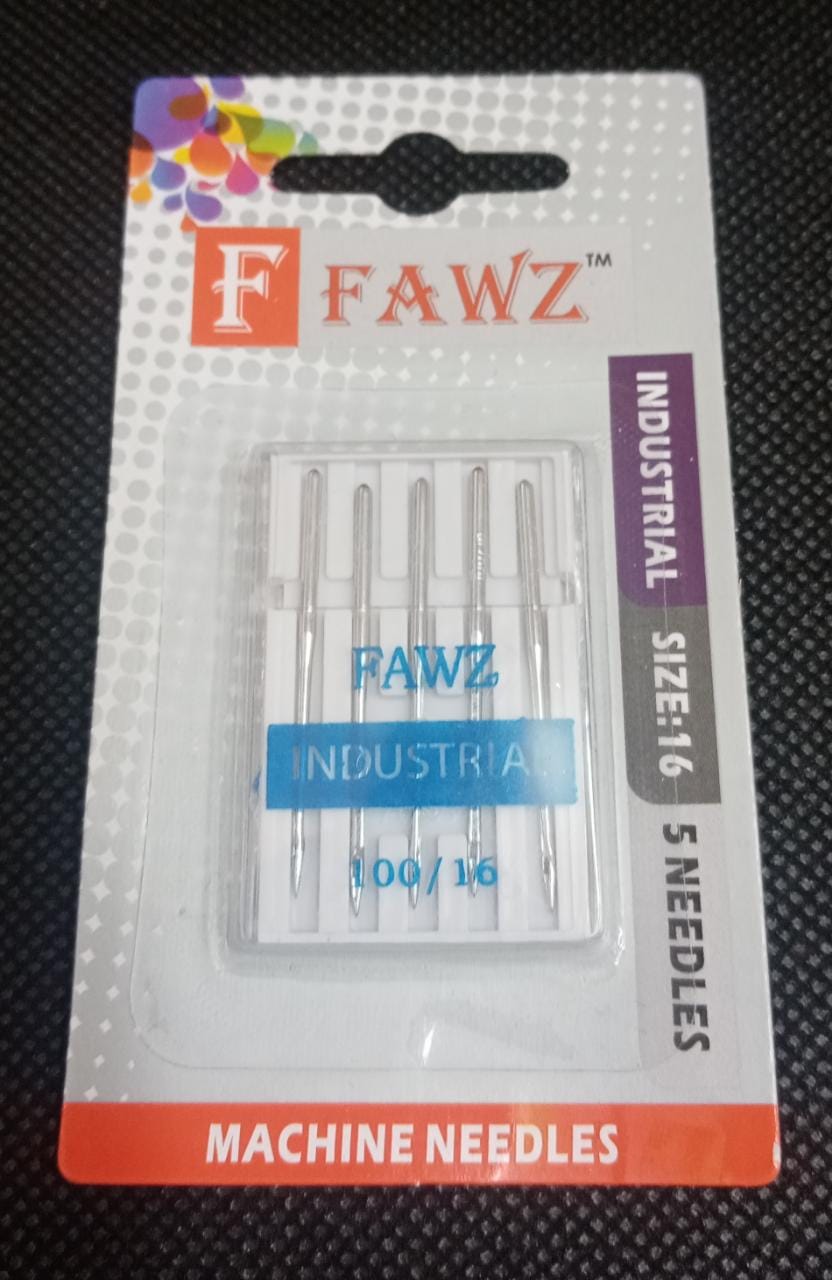 F FAWZ™
INDUSTRIAL
SIZE:16
5 NEEDLES
FAWZ
INDUSTRIAL
100/16
MACHINE NEEDLES